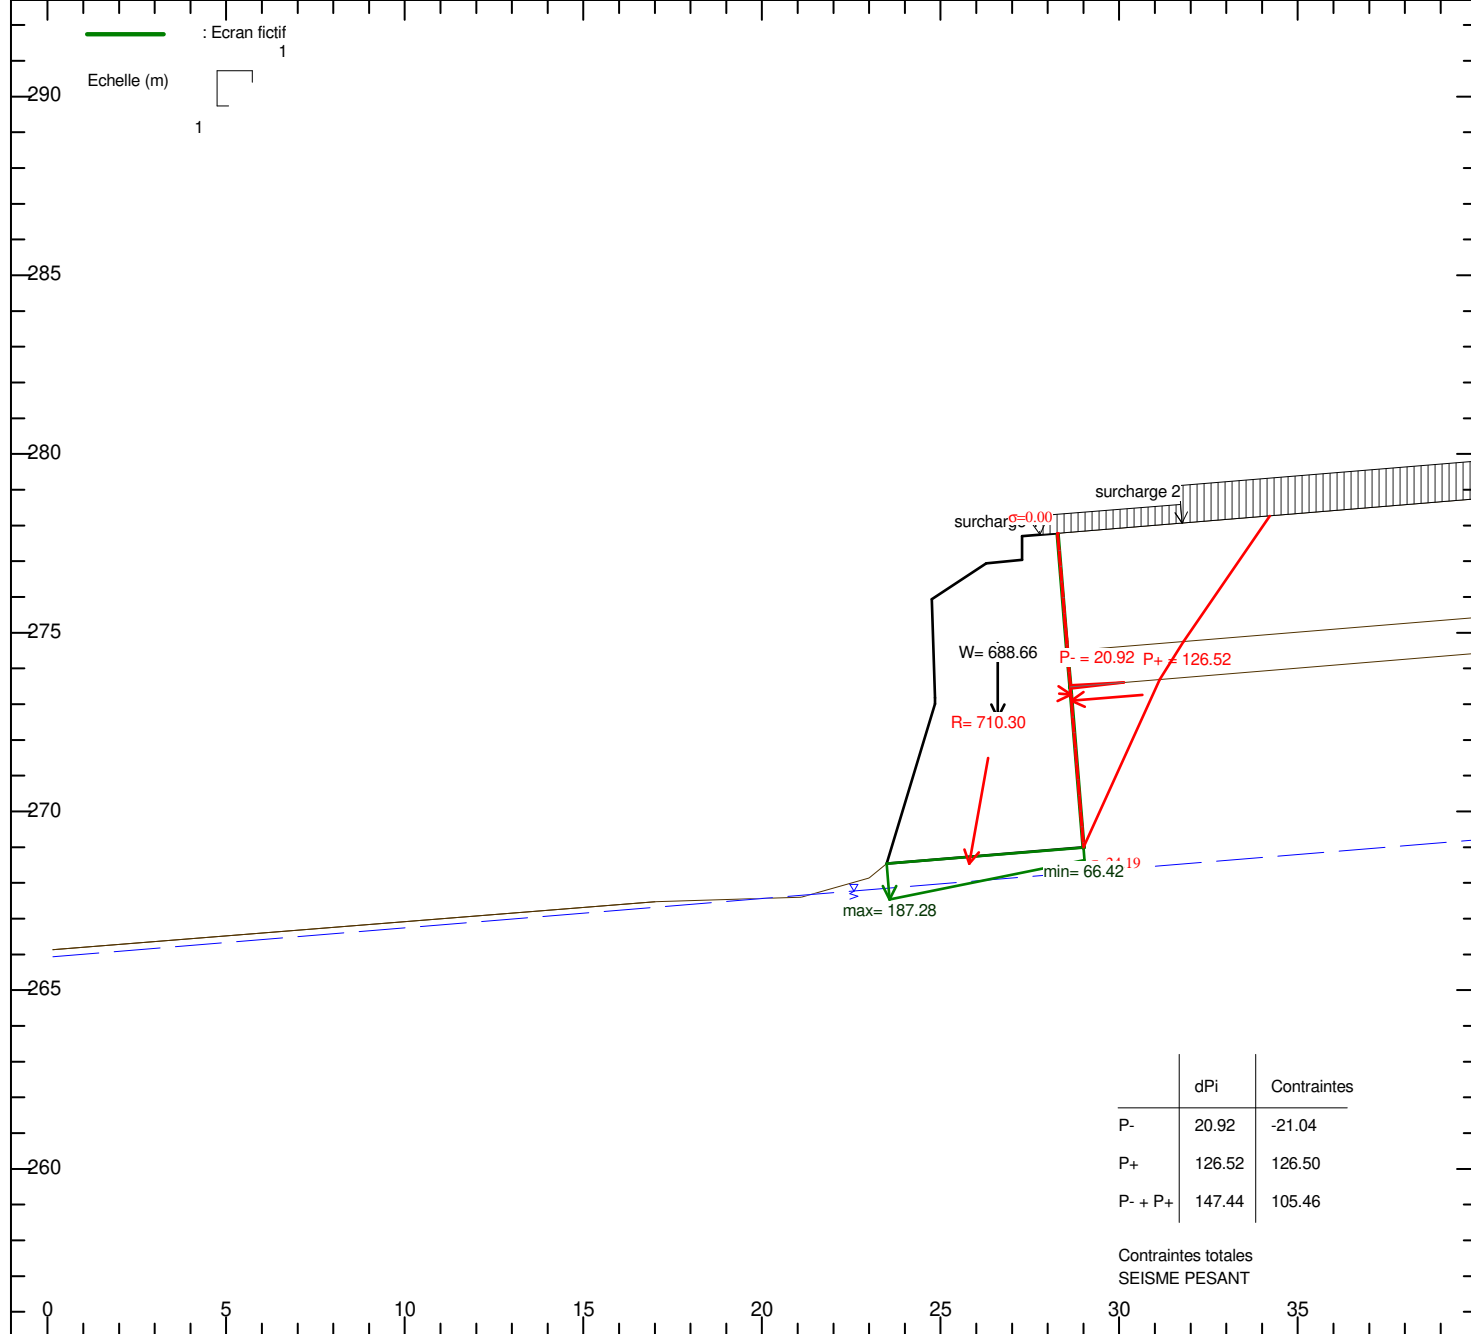 : Ecran fictif
1
Echelle (m)
1
290
285
280
275
270
265
260
surcharge 2
surcharge
σ=0.00
W= 688.66
P- = 20.92
P+ = 126.52
R= 710.30
min= 66.42
max= 187.28
dPi Contraintes
P- 20.92 -21.04
P+ 126.52 126.50
P- + P+ 147.44 105.46
Contraintes totales
SEISME PESANT
0 5 10 15 20 25 30 35